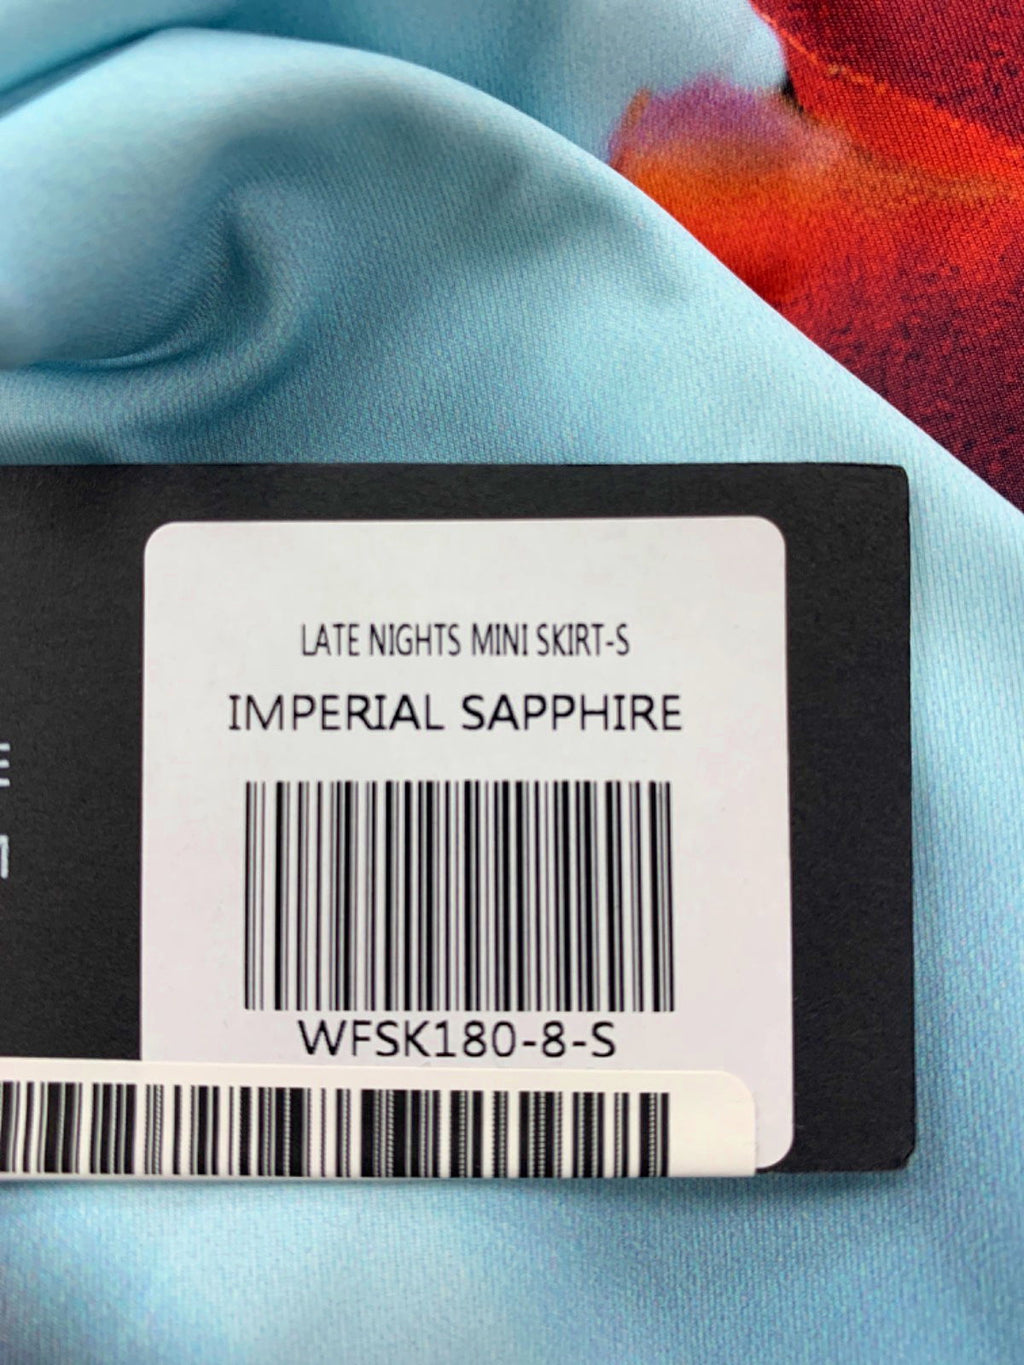 LATE NIGHTS MINI SKIRT-S
IMPERIAL SAPPHIRE
WFSK180-8-S